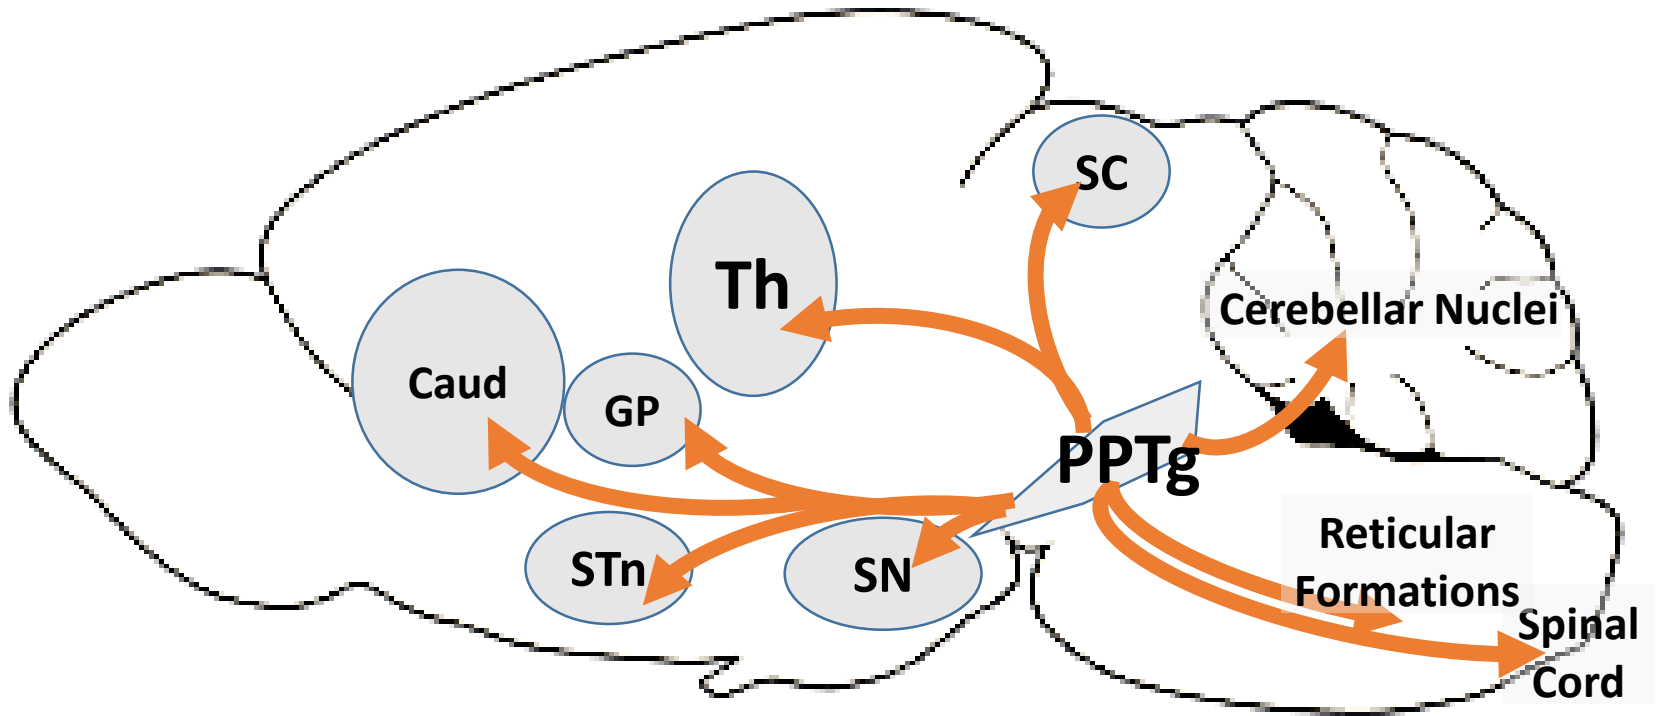 SC
Th
Cerebellar Nuclei
Caud
GP
PPTg
STn
SN
Reticular
Formations
Spinal
Cord